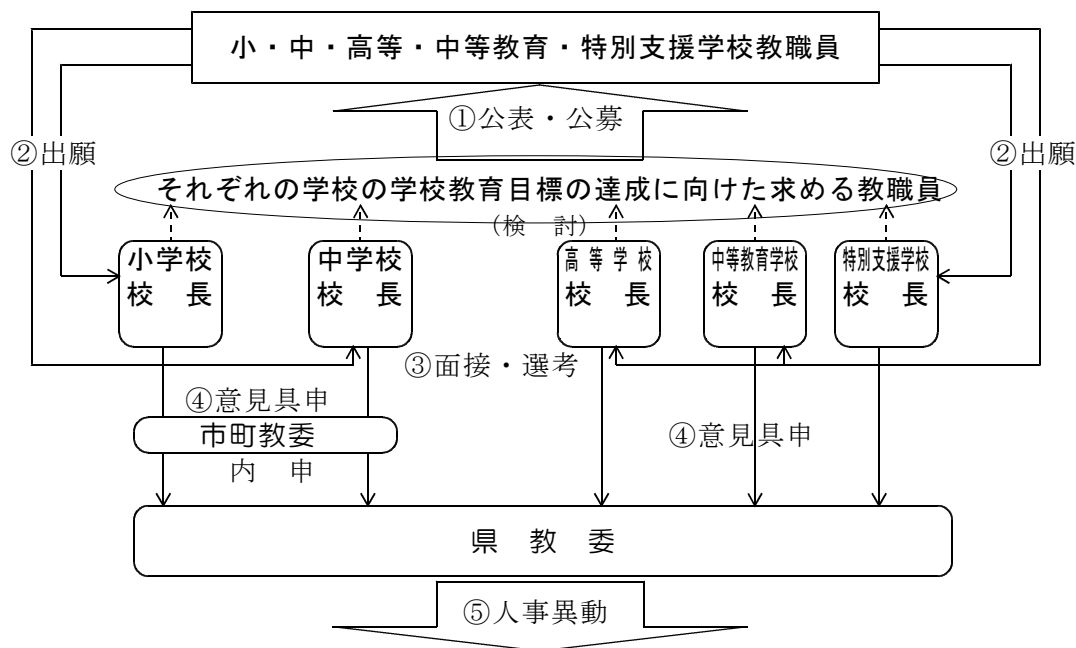 小・中・高等・中等教育・特別支援学校教職員
①公表・公募
②出願
②出願
それぞれの学校の学校教育目標の達成に向けた求める教職員
(検 討)
小学校
校 長
中学校
校 長
高等学校
校 長
中等教育学校
校 長
特別支援学校
校 長
③面接・選考
④意見具申
市町教委
内 申
④意見具申
県 教 委
⑤人事異動